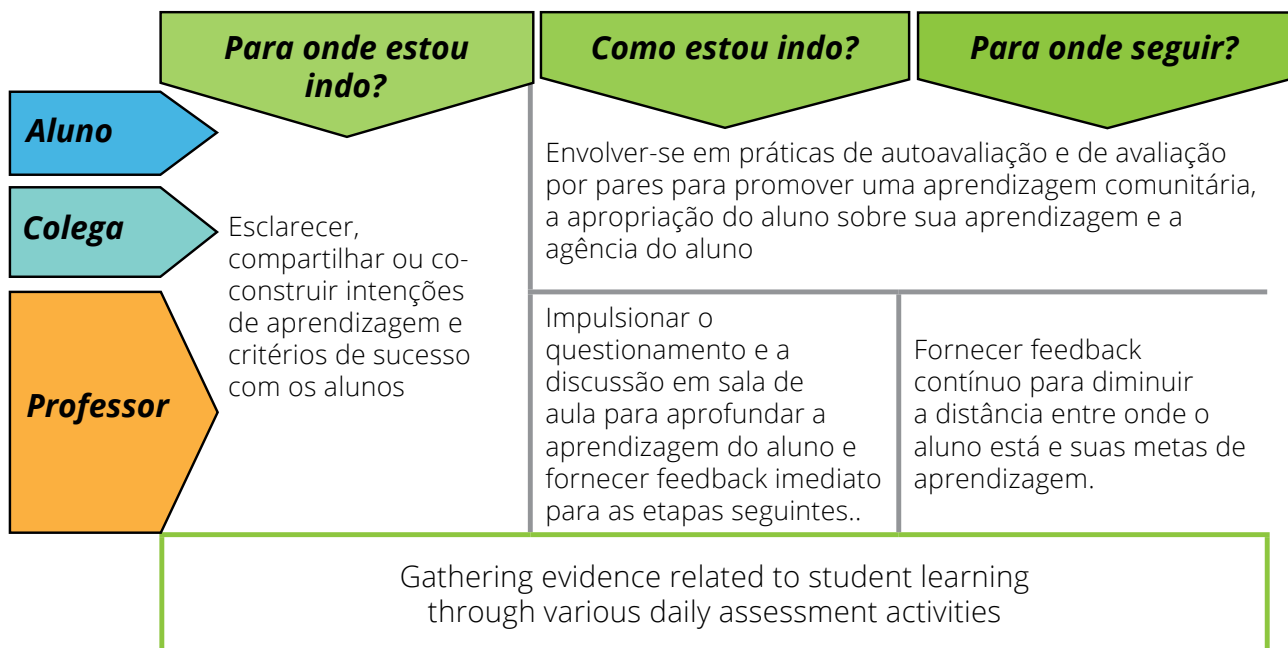 Para onde estou
indo?
Como estou indo?
Para onde seguir?
Aluno
Colega
Professor
Esclarecer,
compartilhar ou co-
construir intenções
de aprendizagem e
critérios de sucesso
com os alunos
Envolver-se em práticas de autoavaliação e de avaliação
por pares para promover uma aprendizagem comunitária,
a apropriação do aluno sobre sua aprendizagem e a
agência do aluno
Impulsionar o
questionamento e a
discussão em sala de
aula para aprofundar a
aprendizagem do aluno e
fornecer feedback imediato
para as etapas seguintes..
Fornecer feedback
contínuo para diminuir
a distância entre onde o
aluno está e suas metas de
aprendizagem.
Gathering evidence related to student learning
through various daily assessment activities